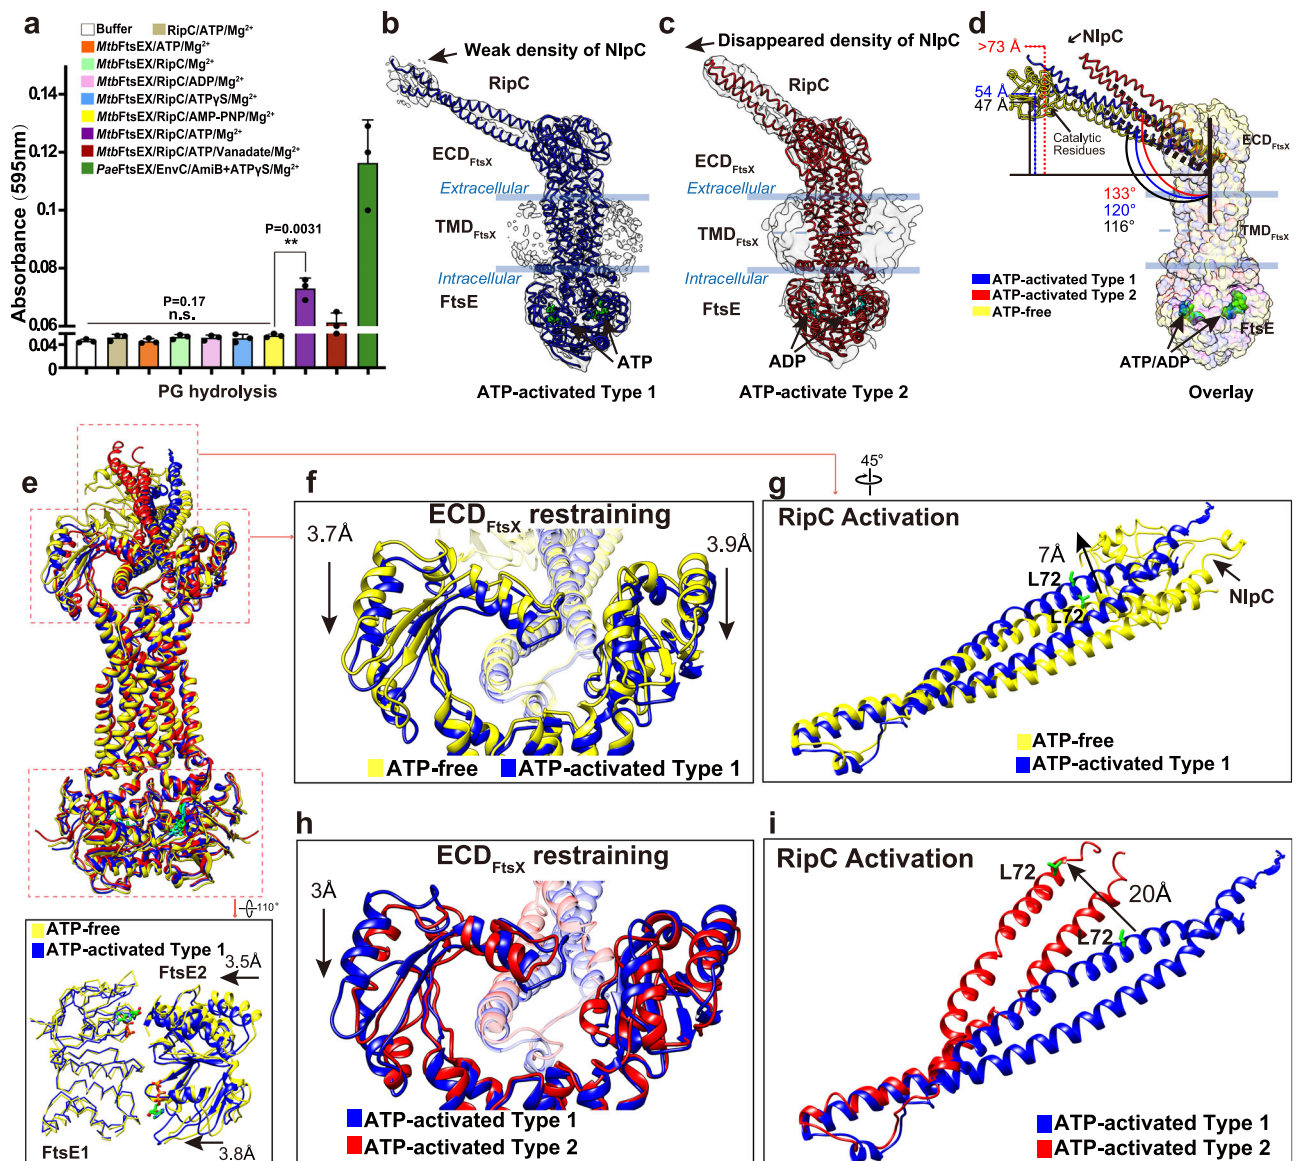 a
Buffer
RipC/ATP/Mg²⁺
MtbFtsEX/ATP/Mg²⁺
MtbFtsEX/RipC/Mg²⁺
MtbFtsEX/RipC/ADP/Mg²⁺
MtbFtsEX/RipC/ATPγS/Mg²⁺
MtbFtsEX/RipC/AMP-PNP/Mg²⁺
MtbFtsEX/RipC/ATP/Mg²⁺
MtbFtsEX/RipC/ATP/Vanadate/Mg²⁺
PaeFtsEX/EnvC/AmiB+ATPγS/Mg²⁺
Absorbance (595nm)
0.14
0.12
0.1
0.08
0.06
0.04
0
P=0.0031
**
P=0.17
n.s.
PG hydrolysis
b
Weak density of NlpC
RipC
ECD_FtsX
Extracellular
TMD_FtsX
Intracellular
FtsE
ATP
ATP-activated Type 1
c
Disappeared density of NlpC
RipC
ECD_FtsX
Extracellular
TMD_FtsX
Intracellular
FtsE
ADP
ATP-activate Type 2
d
NlpC
>73 Å
54 Å
47 Å
Catalytic
Residues
ECD_FtsX
133°
120°
116°
TMD_FtsX
ATP-activated Type 1
ATP-activated Type 2
ATP-free
FtsE
ATP/ADP
Overlay
e
110°
ATP-free
ATP-activated Type 1
FtsE2
3.5Å
FtsE1
3.8Å
f
ECD_FtsX restraining
3.7Å
3.9Å
ATP-free
ATP-activated Type 1
45°
g
RipC Activation
7Å
L72
L72
NlpC
ATP-free
ATP-activated Type 1
h
ECD_FtsX restraining
3Å
ATP-activated Type 1
ATP-activated Type 2
i
RipC Activation
L72
20Å
L72
ATP-activated Type 1
ATP-activated Type 2